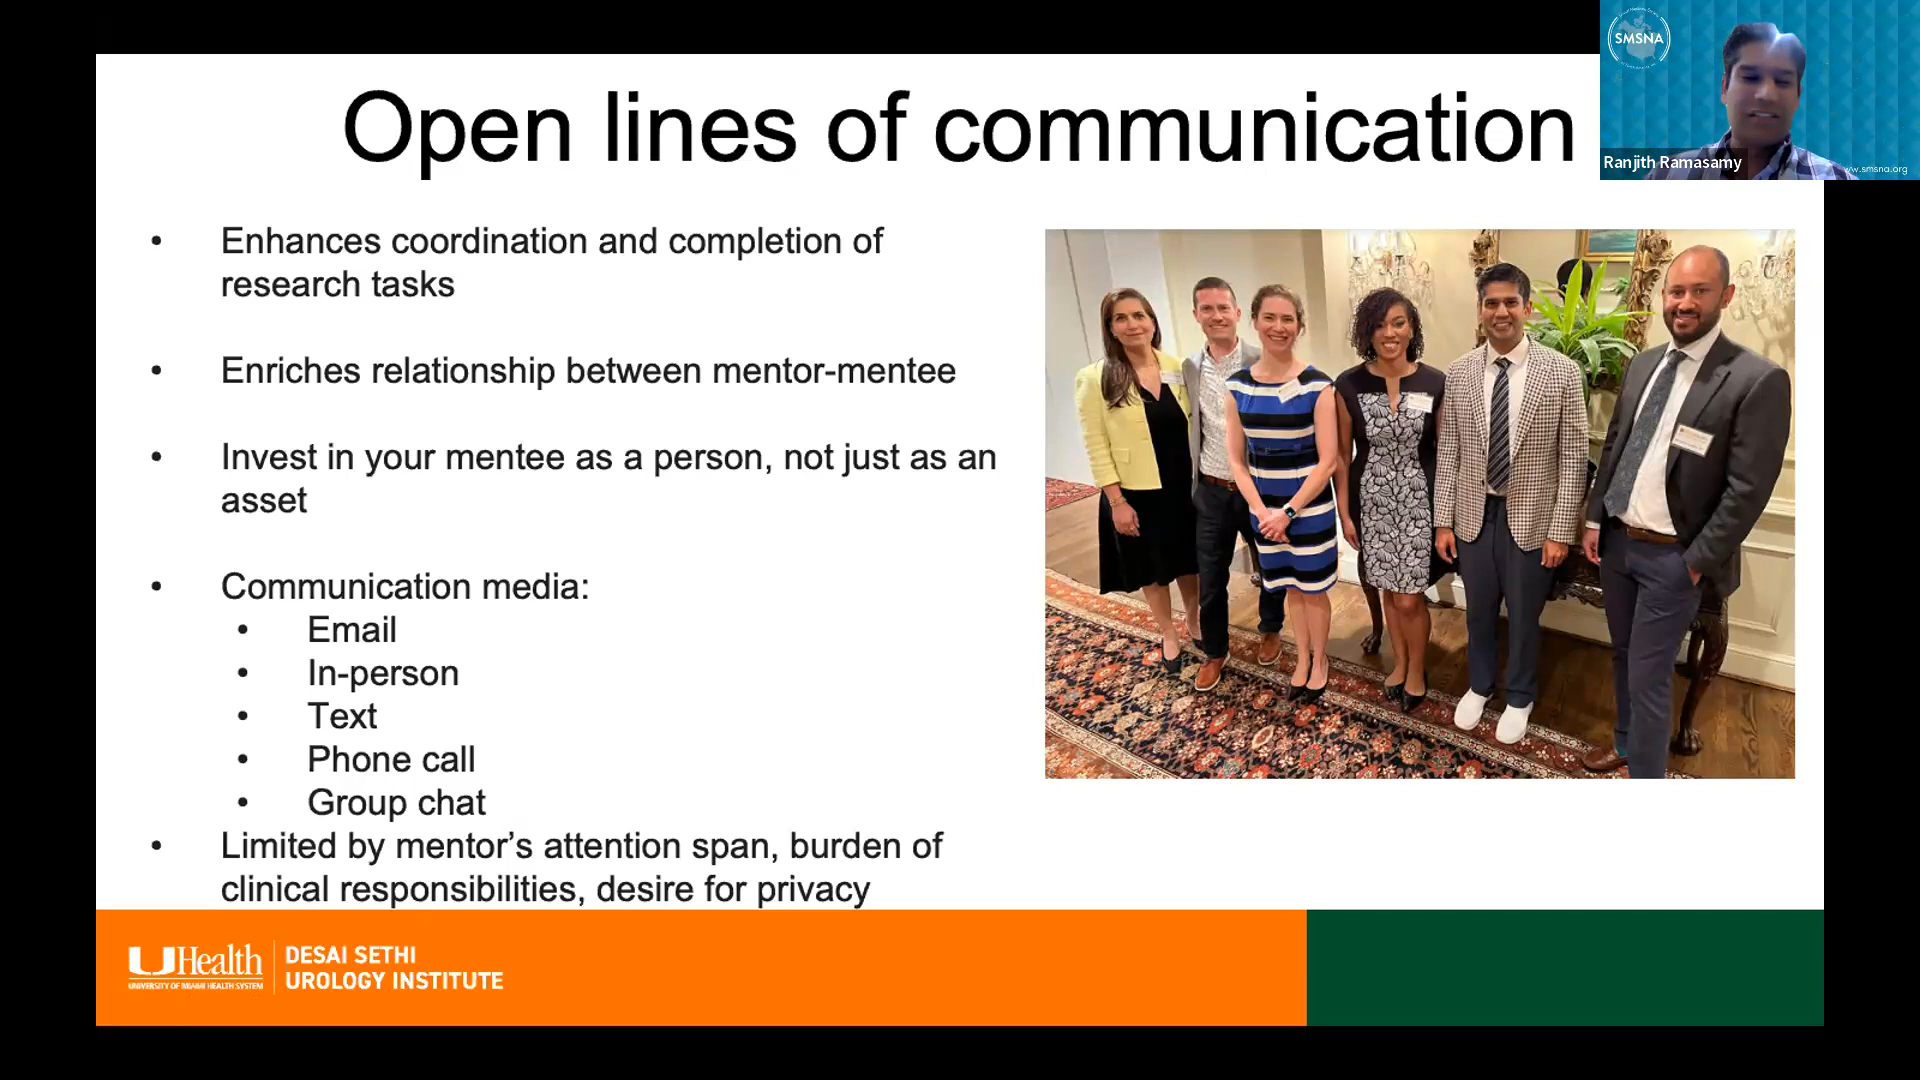 Open lines of communication
SMSNA
Ranjith Ramasamy
www.smsna.org
• Enhances coordination and completion of
research tasks
• Enriches relationship between mentor-mentee
• Invest in your mentee as a person, not just as an
asset
• Communication media:
• Email
• In-person
• Text
• Phone call
• Group chat
• Limited by mentor’s attention span, burden of
clinical responsibilities, desire for privacy
UHealth
UNIVERSITY OF MIAMI HEALTH SYSTEM
DESAI SETHI
UROLOGY INSTITUTE